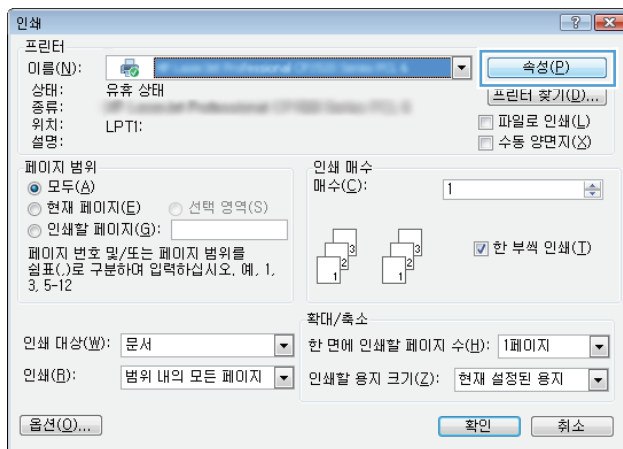 인쇄
프린터
이름(N):
속성(P)
상태: 유휴 상태
프린터 찾기(D)...
종류:
위치: LPT1:
파일로 인쇄(L)
설명:
수동 양면지(X)
페이지 범위
모두(A)
현재 페이지(E) 선택 영역(S)
인쇄할 페이지(G):
페이지 번호 및/또는 페이지 범위를
쉼표(,)로 구분하여 입력하십시오. 예, 1,
3, 5-12
인쇄 매수
매수(C): 1
3 3
2 2
1 1
한 부씩 인쇄(T)
인쇄 대상(W): 문서
인쇄(R): 범위 내의 모든 페이지
확대/축소
한 면에 인쇄할 페이지 수(H): 1페이지
인쇄할 용지 크기(Z): 현재 설정된 용지
옵션(O)...
확인 취소